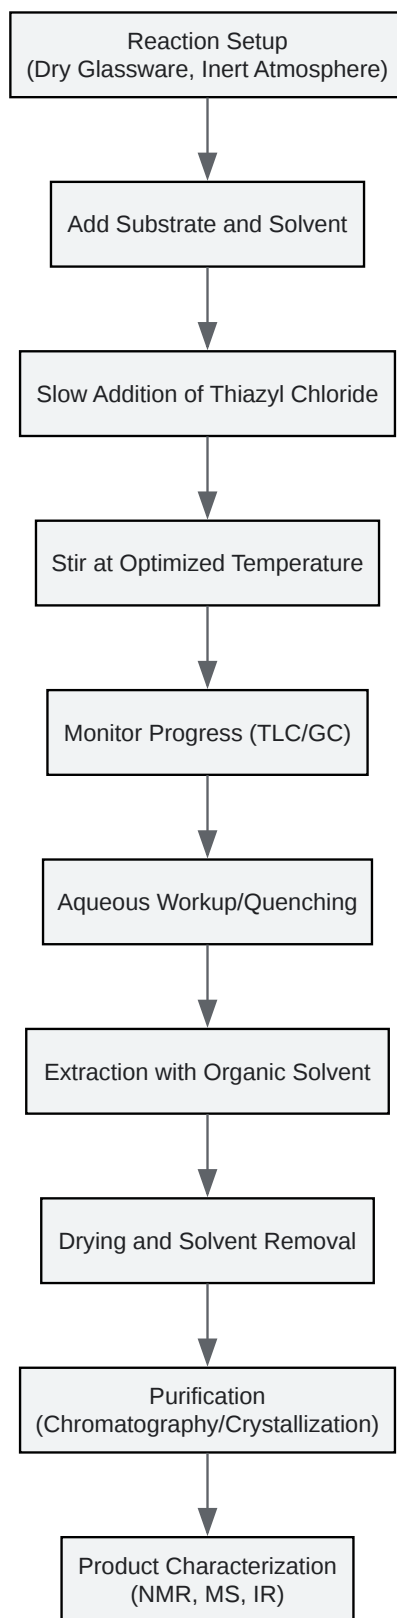 Reaction Setup
(Dry Glassware, Inert Atmosphere)
Add Substrate and Solvent
Slow Addition of Thiazyl Chloride
Stir at Optimized Temperature
Monitor Progress (TLC/GC)
Aqueous Workup/Quenching
Extraction with Organic Solvent
Drying and Solvent Removal
Purification
(Chromatography/Crystallization)
Product Characterization
(NMR, MS, IR)